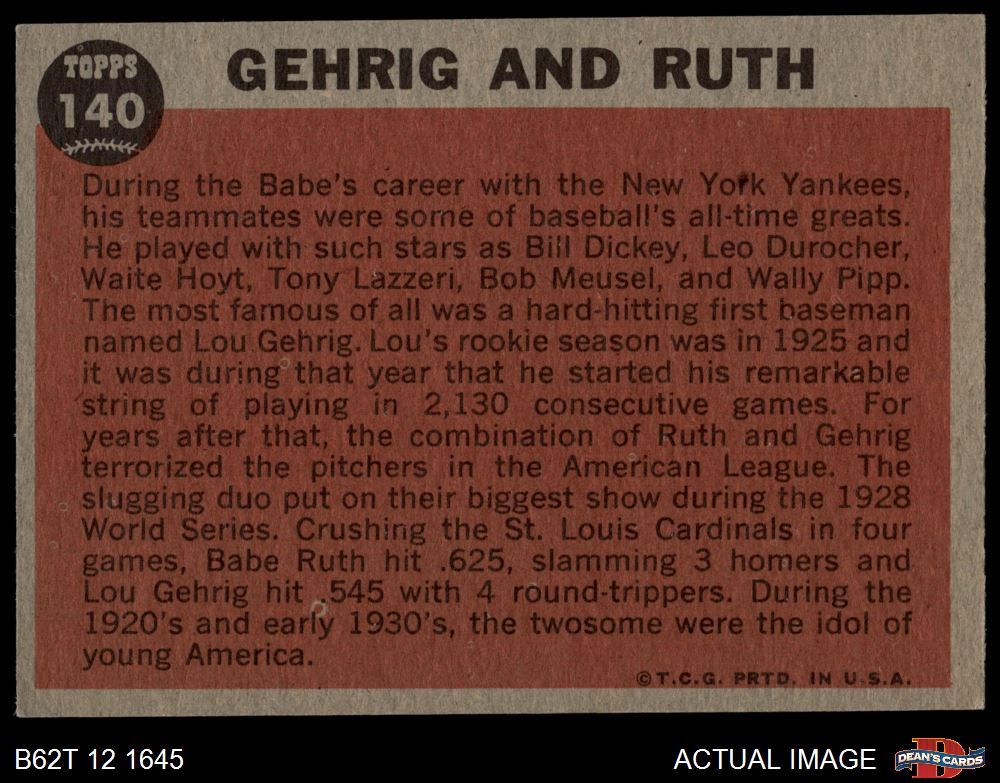 TOPPS
140
GEHRIG AND RUTH
During the Babe's career with the New York Yankees,
his teammates were some of baseball's all-time greats.
He played with such stars as Bill Dickey, Leo Durocher,
Waite Hoyt, Tony Lazzeri, Bob Meusel, and Wally Pipp.
The most famous of all was a hard-hitting first baseman
named Lou Gehrig. Lou's rookie season was in 1925 and
it was during that year that he started his remarkable
string of playing in 2,130 consecutive games. For
years after that, the combination of Ruth and Gehrig
terrorized the pitchers in the American League. The
slugging duo put on their biggest show during the 1928
World Series. Crushing the St. Louis Cardinals in four
games, Babe Ruth hit .625, slamming 3 homers and
Lou Gehrig hit .545 with 4 round-trippers. During the
1920's and early 1930's, the twosome were the idol of
young America.
©T.C.G. PRTD. IN U.S.A.
B62T 12 1645
ACTUAL IMAGE
D
DEAN'S CARDS